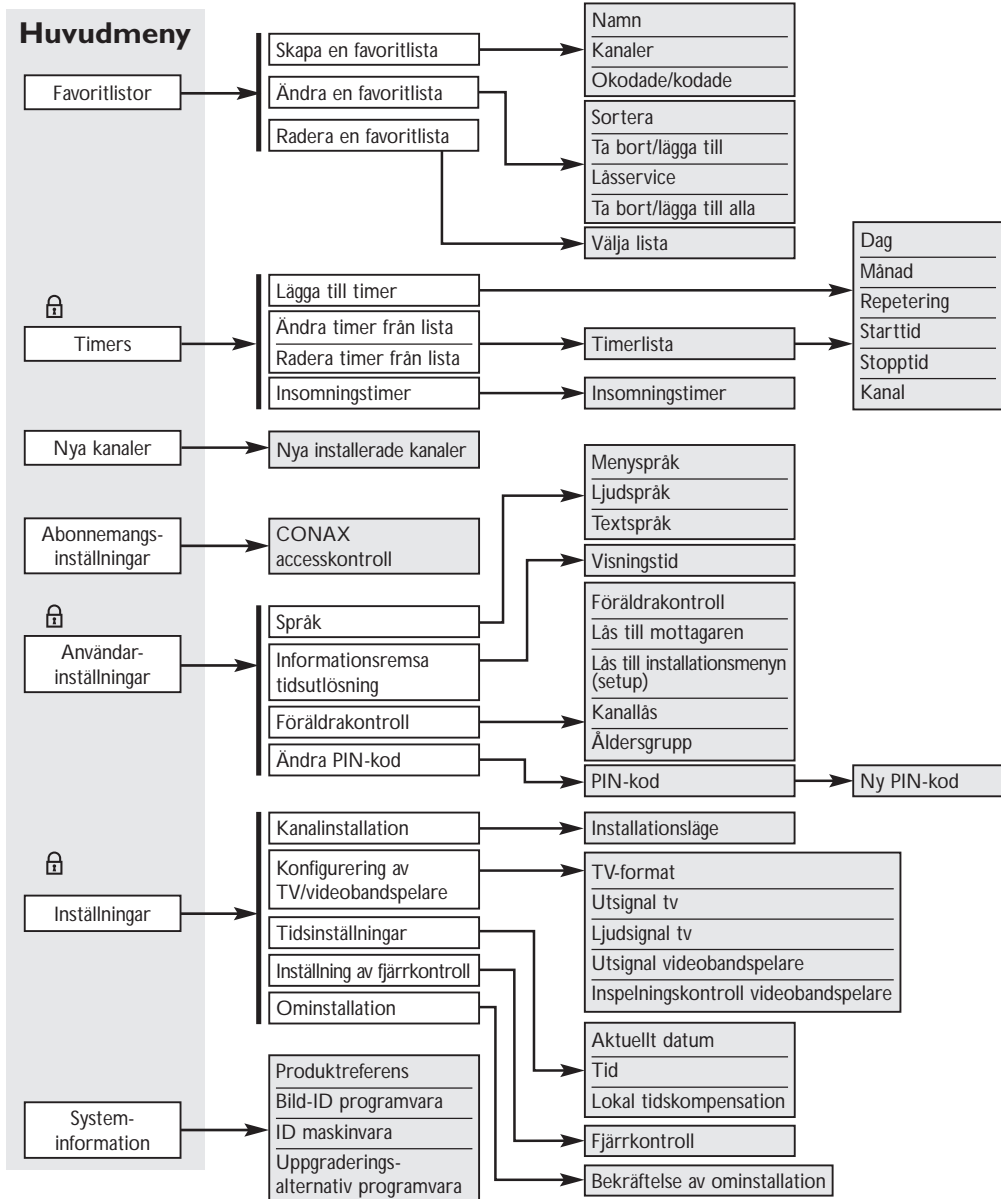 Huvudmeny
Favoritlistor
Skapa en favoritlista
Ändra en favoritlista
Radera en favoritlista
Namn
Kanaler
Okodade/kodade
Sortera
Ta bort/lägga till
Låsservice
Ta bort/lägga till alla
Välja lista
Timers
Lägga till timer
Ändra timer från lista
Radera timer från lista
Insomningstimer
Timerlista
Insomningstimer
Dag
Månad
Repetering
Starttid
Stopptid
Kanal
Nya kanaler
Nya installerade kanaler
Abonnemangs-
inställningar
CONAX
accesskontroll
Användar-
inställningar
Språk
Informationsremsa
tidsutlösning
Föräldrakontroll
Ändra PIN-kod
Menyspråk
Ljudspråk
Textspråk
Visningstid
Föräldrakontroll
Lås till mottagaren
Lås till installationsmenyn
(setup)
Kanallås
Åldersgrupp
PIN-kod
Ny PIN-kod
Inställningar
Kanalinstallation
Konfigurering av
TV/videobandspelare
Tidsinställningar
Inställning av fjärrkontroll
Ominstallation
Installationsläge
TV-format
Utsignal tv
Ljudsignal tv
Utsignal videobandspelare
Inspelningskontroll videobandspelare
Aktuellt datum
Tid
Lokal tidskompensation
Fjärrkontroll
Bekräftelse av ominstallation
System-
information
Produktreferens
Bild-ID programvara
ID maskinvara
Uppgraderings-
alternativ programvara